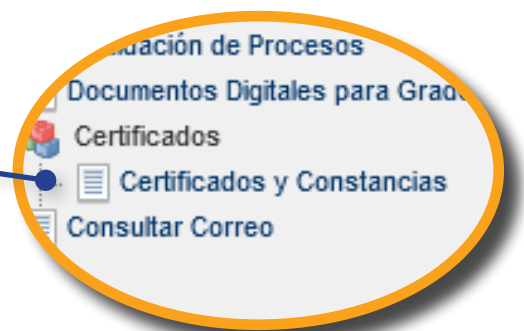 de Procesos
Documentos Digitales para
Certificados
Certificados y Constancias
Consultar Correo